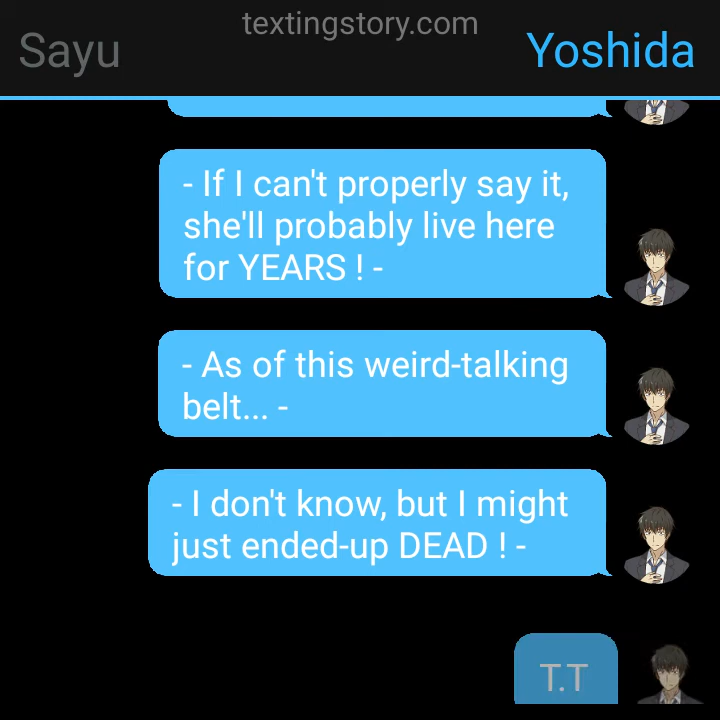 textingstory.com
Sayu
Yoshida
- If I can't properly say it,
she'll probably live here
for YEARS ! -
- As of this weird-talking
belt... -
- I don't know, but I might
just ended-up DEAD ! -
T.T